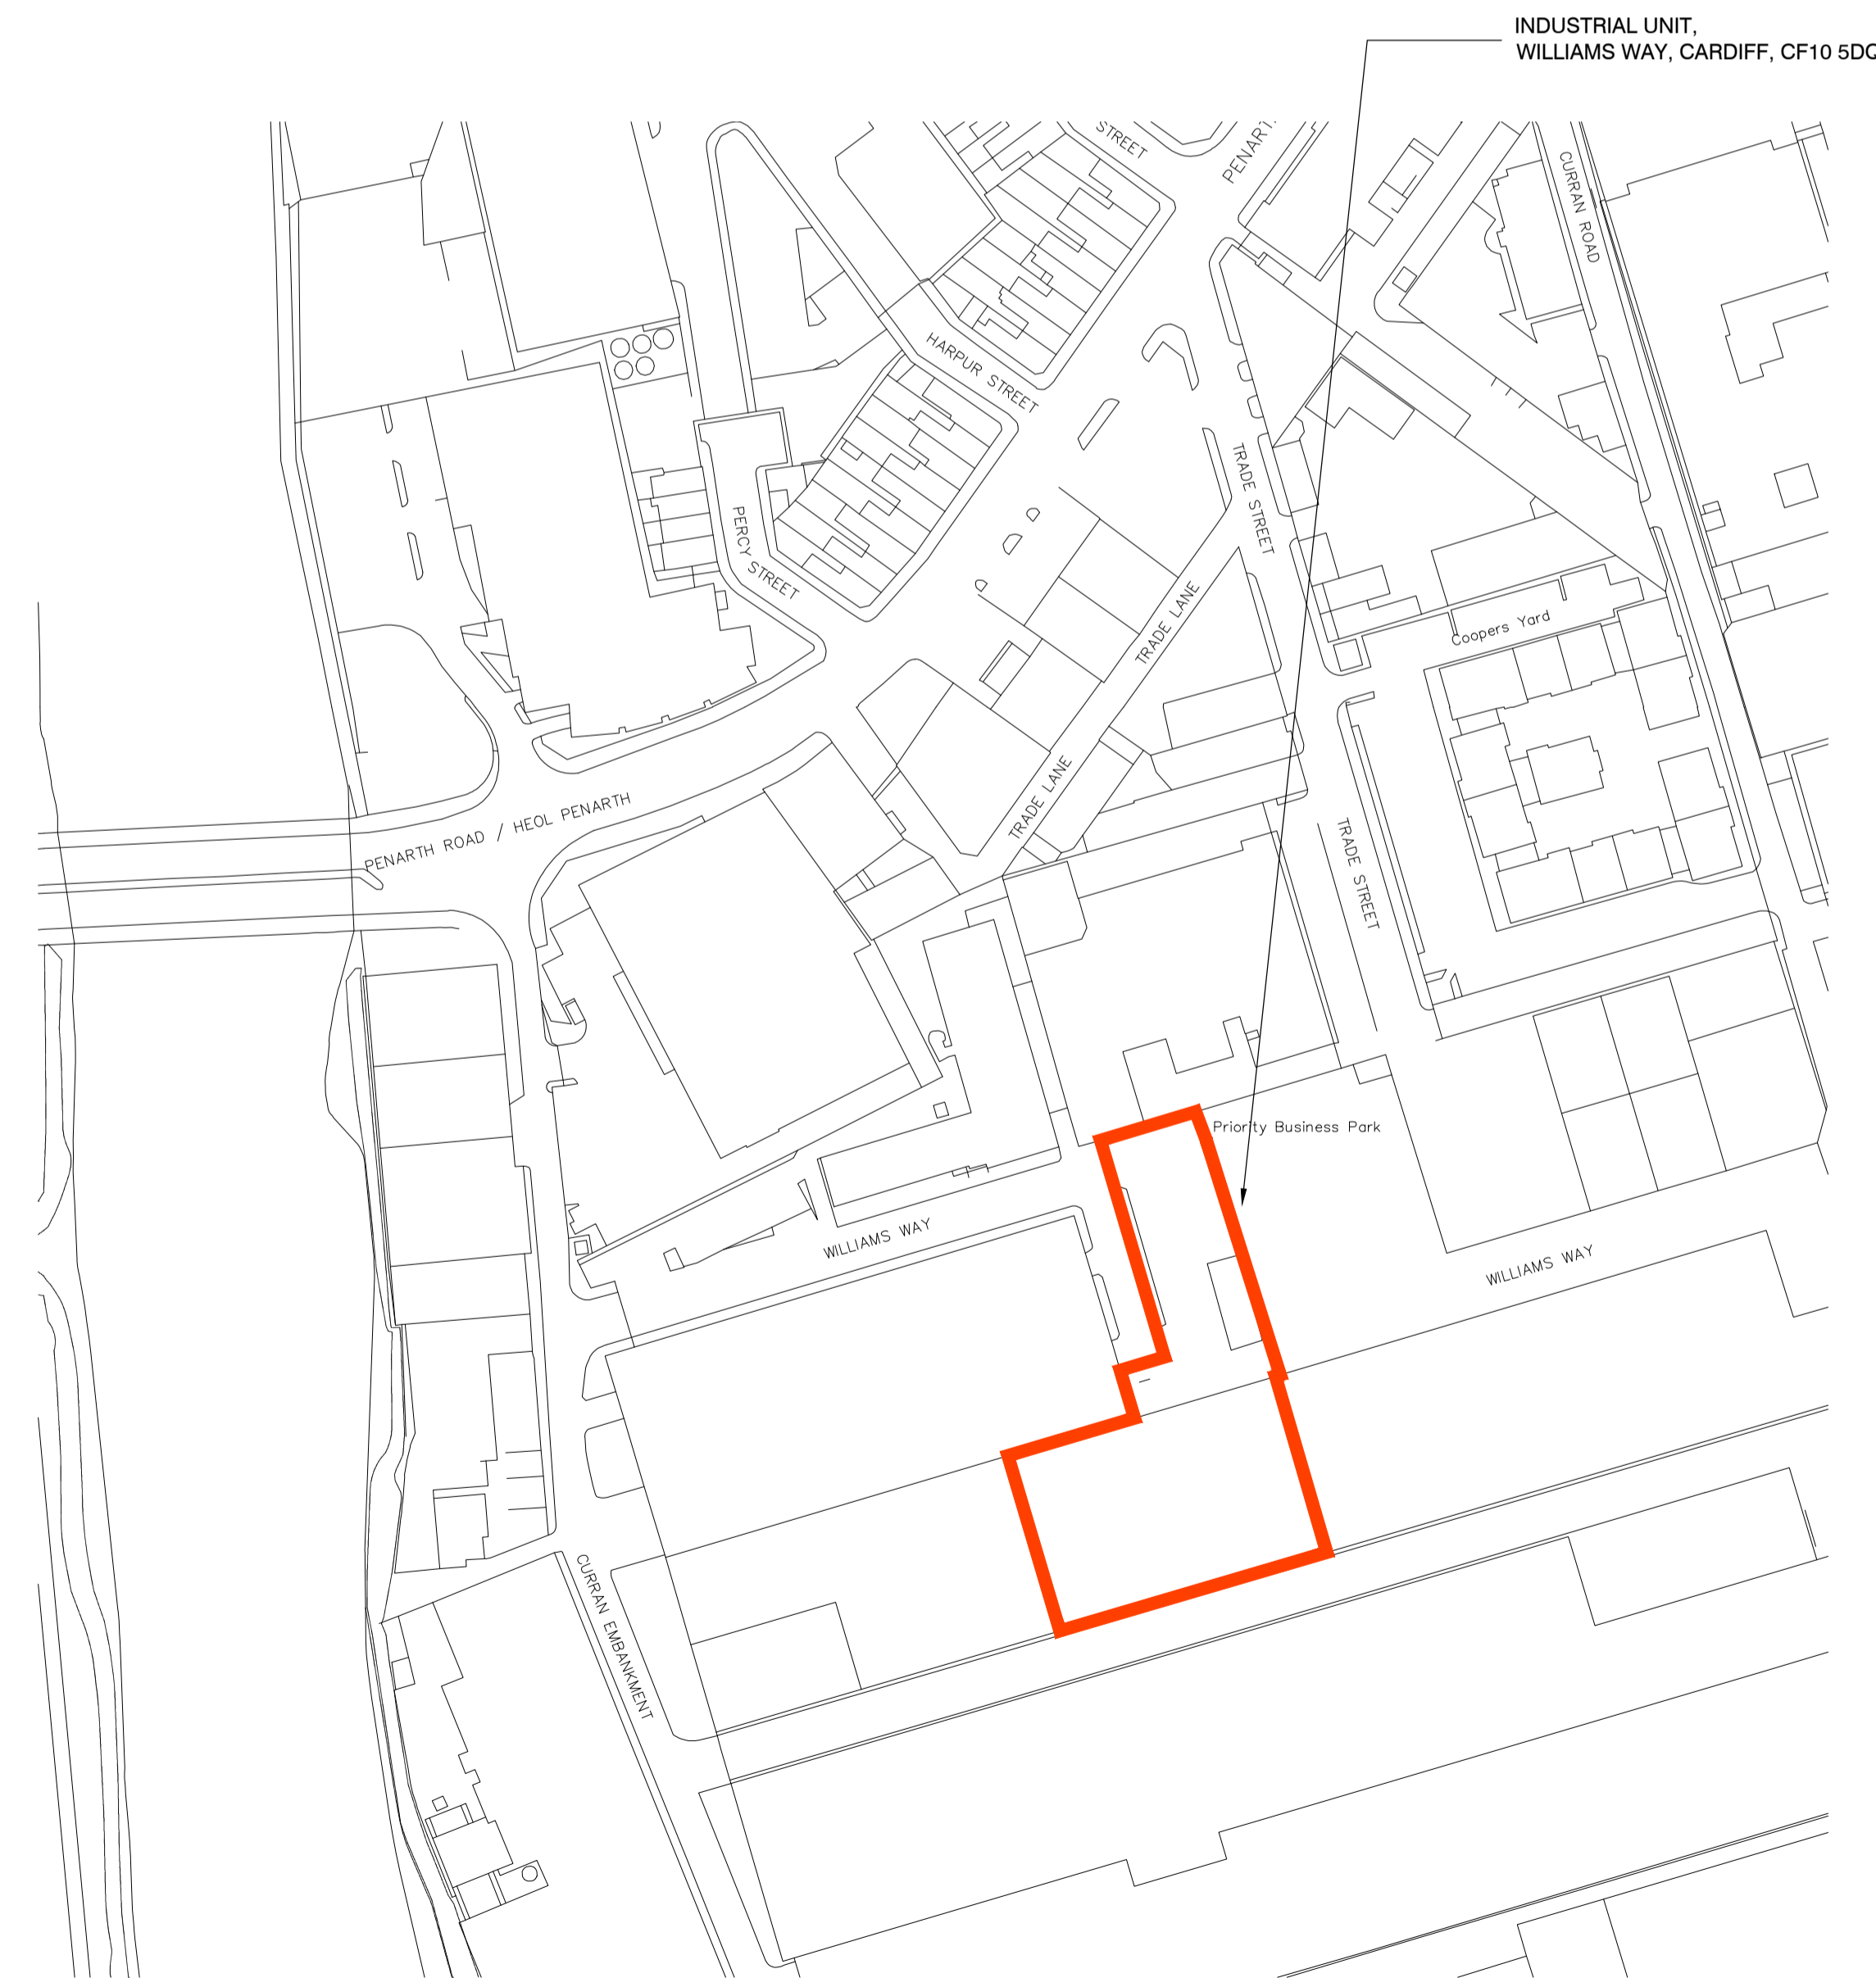 INDUSTRIAL UNIT,
WILLIAMS WAY, CARDIFF, CF10 5DQ
STREET
PENART
CURRAN ROAD
HARPUR STREET
TRADE STREET
PERCY STREET
TRADE LANE
Coopers Yard
TRADE LANE
PENARTH ROAD / HEOL PENARTH
TRADE STREET
Priority Business Park
WILLIAMS WAY
WILLIAMS WAY
CURRAN EMBANKMENT